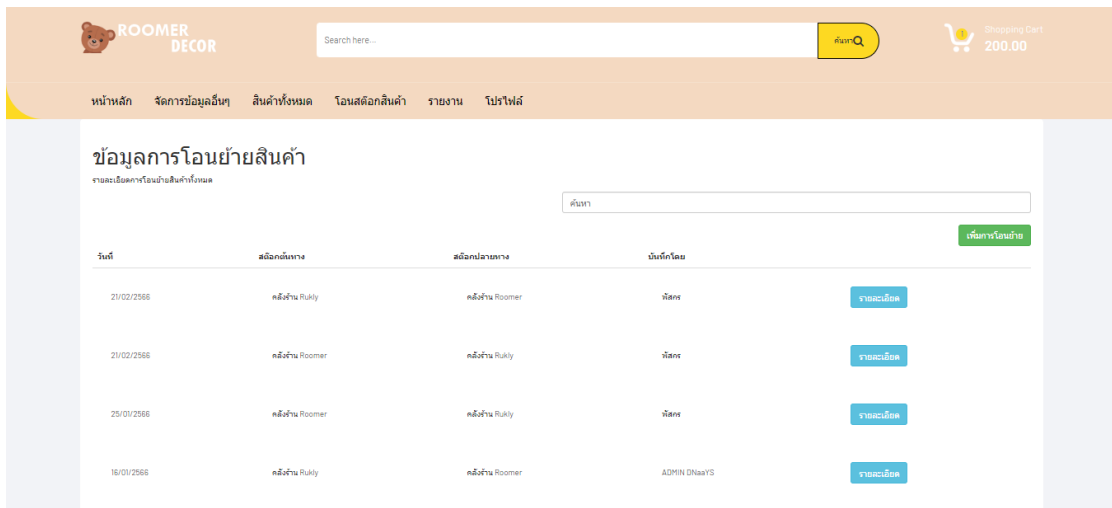 ROOMER
DECOR
Search here...
ค้นหา
1
Shopping Cart
200.00
หน้าหลัก จัดการข้อมูลอื่นๆ สินค้าทั้งหมด โอนสต๊อกสินค้า รายงาน โปรไฟล์
ข้อมูลการโอนย้ายสินค้า
รายละเอียดการโอนย้ายสินค้าทั้งหมด
ค้นหา
เพิ่มการโอนย้าย
วันที่ สต๊อกต้นทาง สต๊อกปลายทาง บันทึกโดย
21/02/2566 คลังร้าน Rukly คลังร้าน Roomer พัสกร รายละเอียด
21/02/2566 คลังร้าน Roomer คลังร้าน Rukly พัสกร รายละเอียด
25/01/2566 คลังร้าน Roomer คลังร้าน Rukly พัสกร รายละเอียด
16/01/2566 คลังร้าน Rukly คลังร้าน Roomer ADMIN DNaaYS รายละเอียด